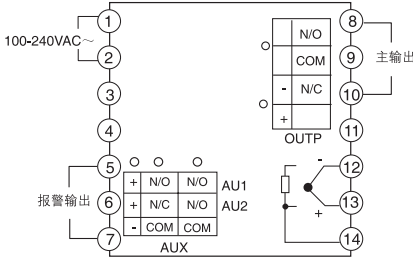 1
8
N/O
100-240VAC～
主输出
2
COM
9
- N/C
3
10
+
4
OUTP
11
5
12
-
+ N/O N/O AU1
报警输出
6
+ N/C N/O AU2
+
13
7
- COM COM
14
AUX